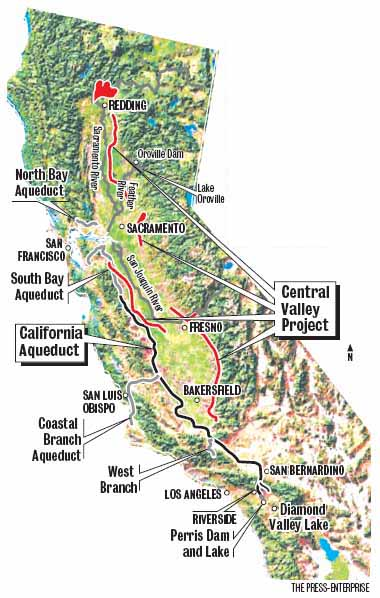 REDDING
Sacramento River
Oroville Dam
Feather
River
Lake
Oroville
North Bay
Aqueduct
SACRAMENTO
SAN
FRANCISCO
San Joaquin River
South Bay
Aqueduct
Central
Valley
Project
California
Aqueduct
FRESNO
N
SAN LUIS
OBISPO
BAKERSFIELD
Coastal
Branch
Aqueduct
West
Branch
SAN BERNARDINO
LOS ANGELES
RIVERSIDE
Diamond
Valley Lake
Perris Dam
and Lake
THE PRESS-ENTERPRISE